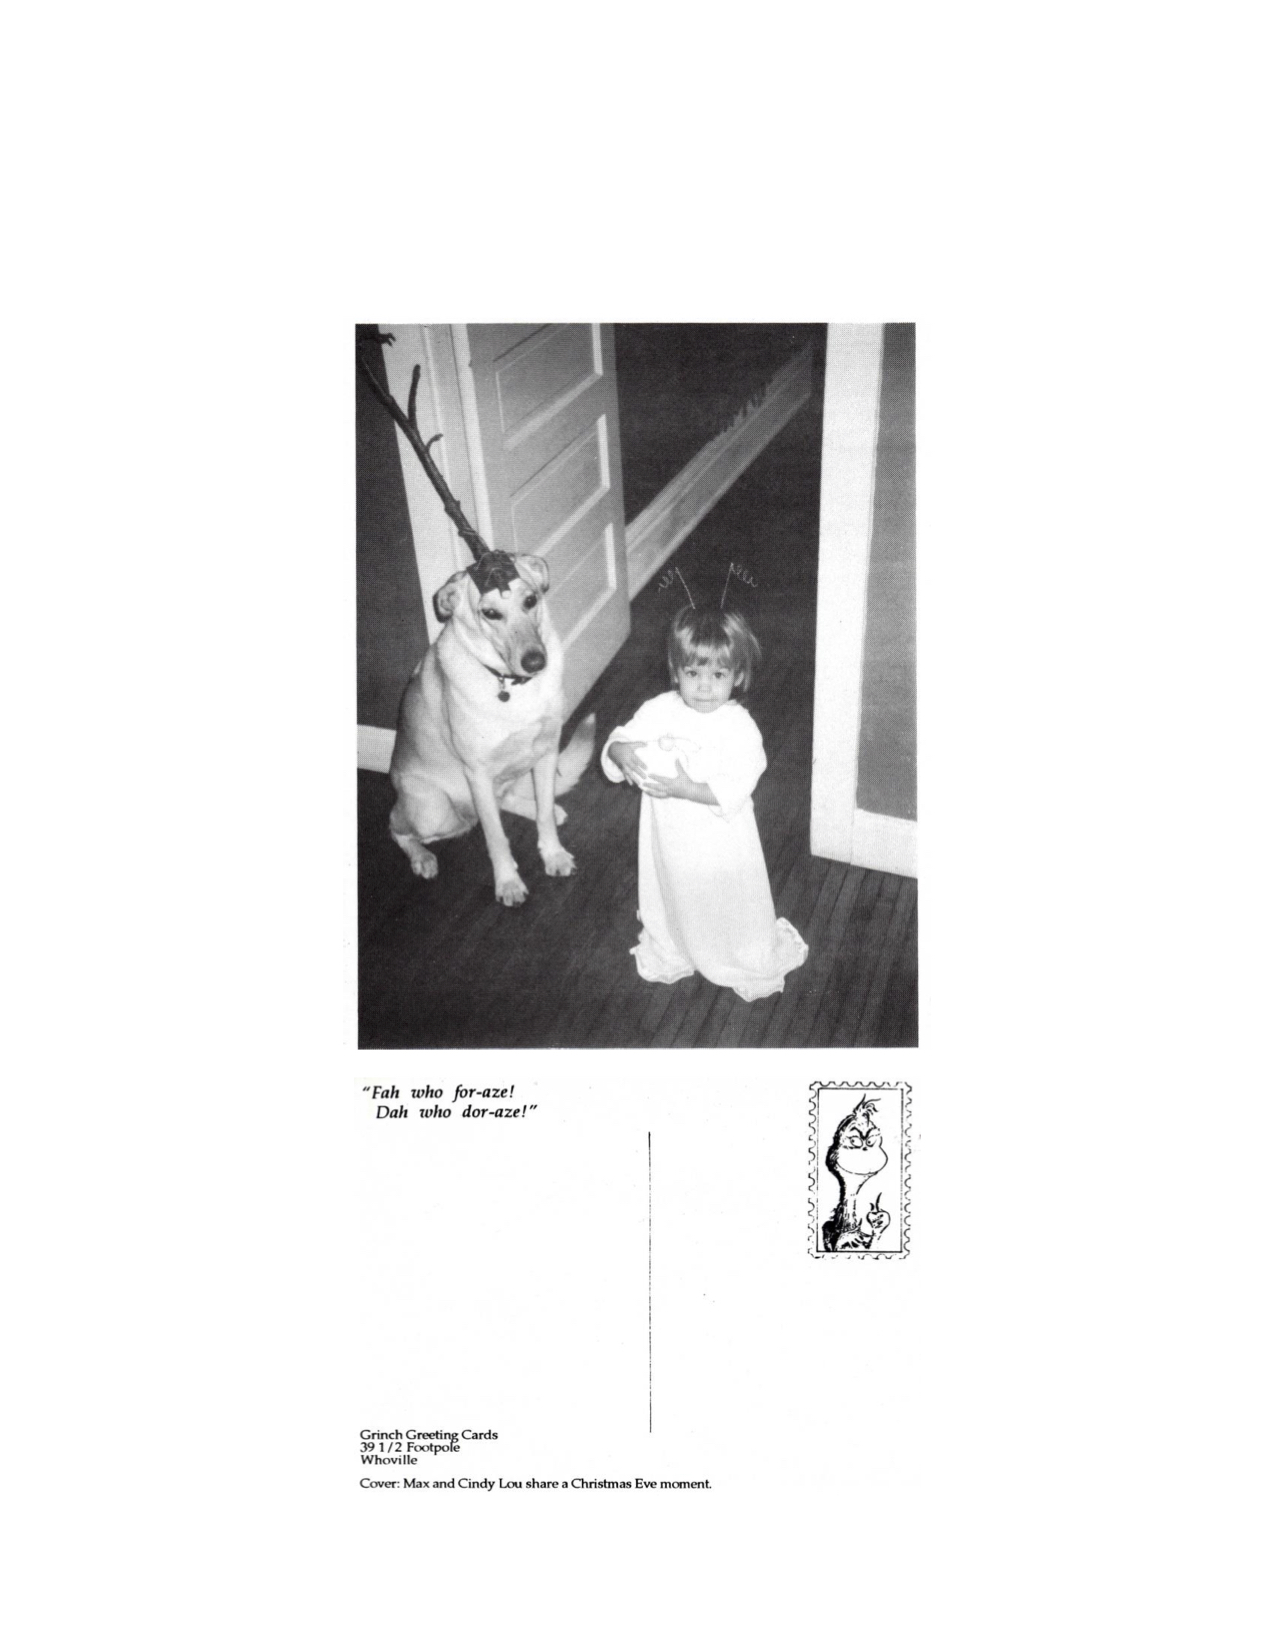 "Fah who for-aze!
Dah who dor-aze!"
Grinch Greeting Cards
39 1/2 Footpole
Whoville
Cover: Max and Cindy Lou share a Christmas Eve moment.